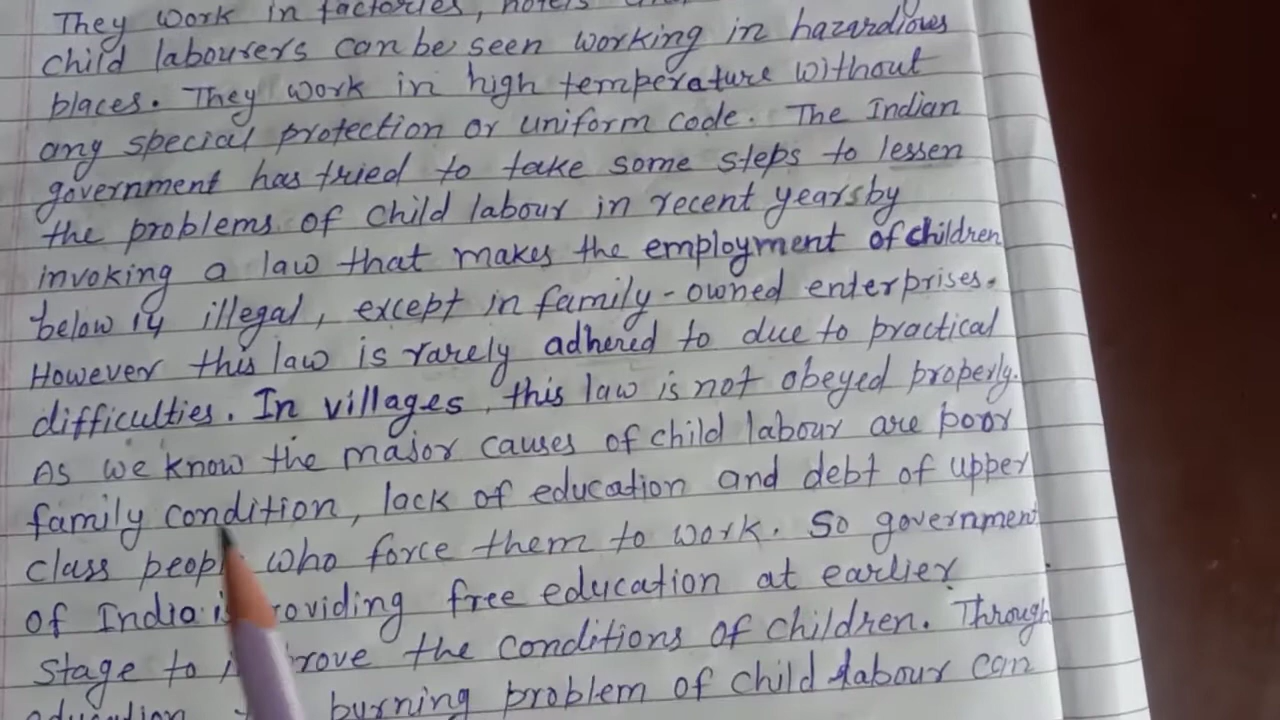 They work in factories, hotels
child labourers can be seen working in hazardious
places. They work in high temperature without
any special protection or uniform code. The Indian
government has tried to take some steps to lessen
the problems of child labour in recent years by
invoking a law that makes the employment of children
below 14 illegal, except in family-owned enterprises.
However this law is rarely adhered to due to practical
difficulties. In villages, this law is not obeyed properly.
As we know the major causes of child labour are poor
family condition, lack of education and debt of upper
class people who force them to work. So government
of India is providing free education at earlier
stage to improve the conditions of children. Through
education burning problem of child labour can